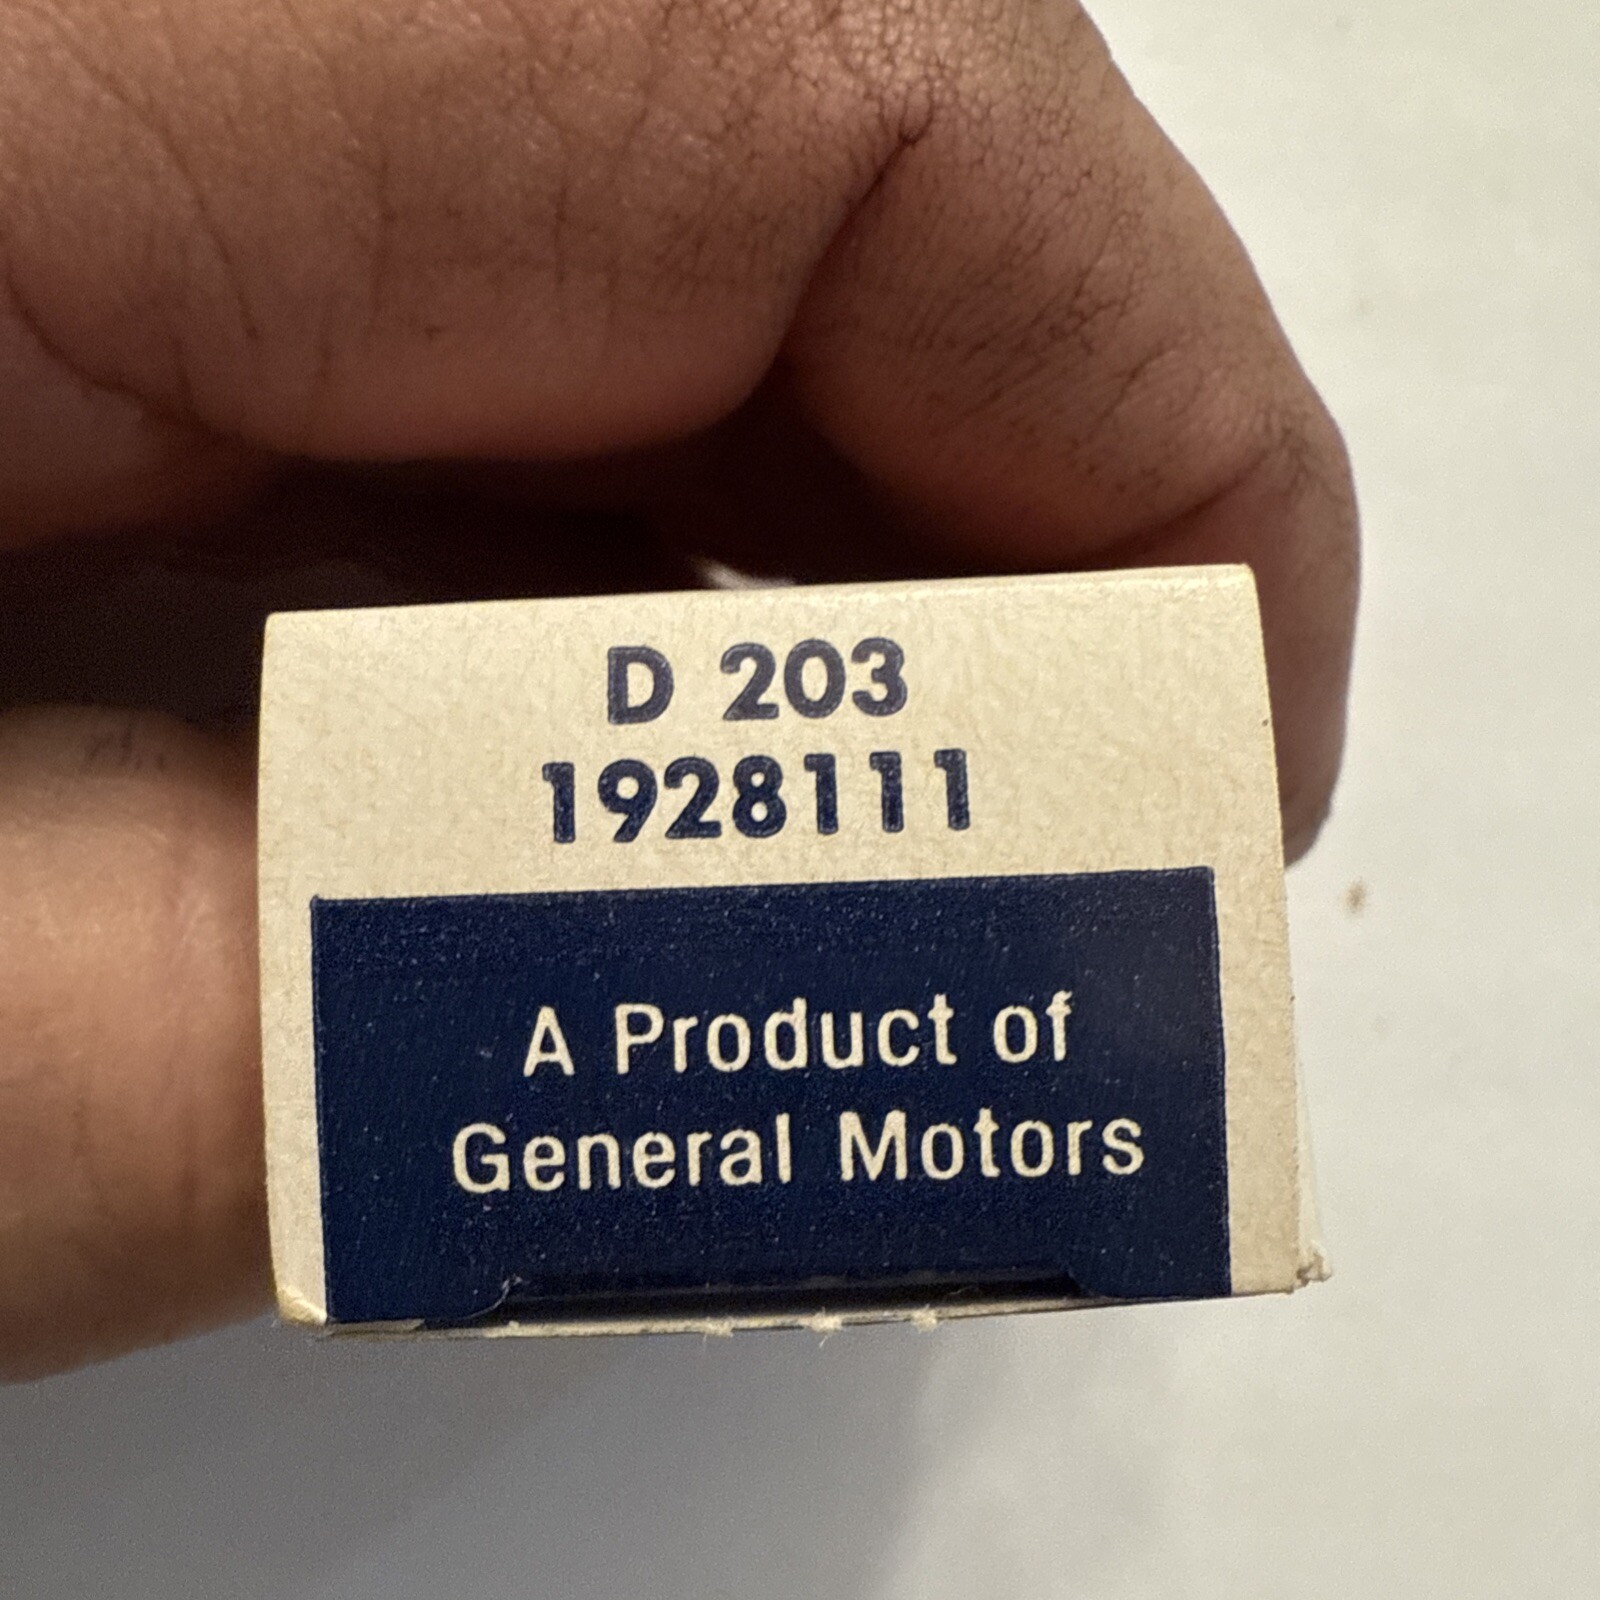 D 203
1928111
A Product of
General Motors